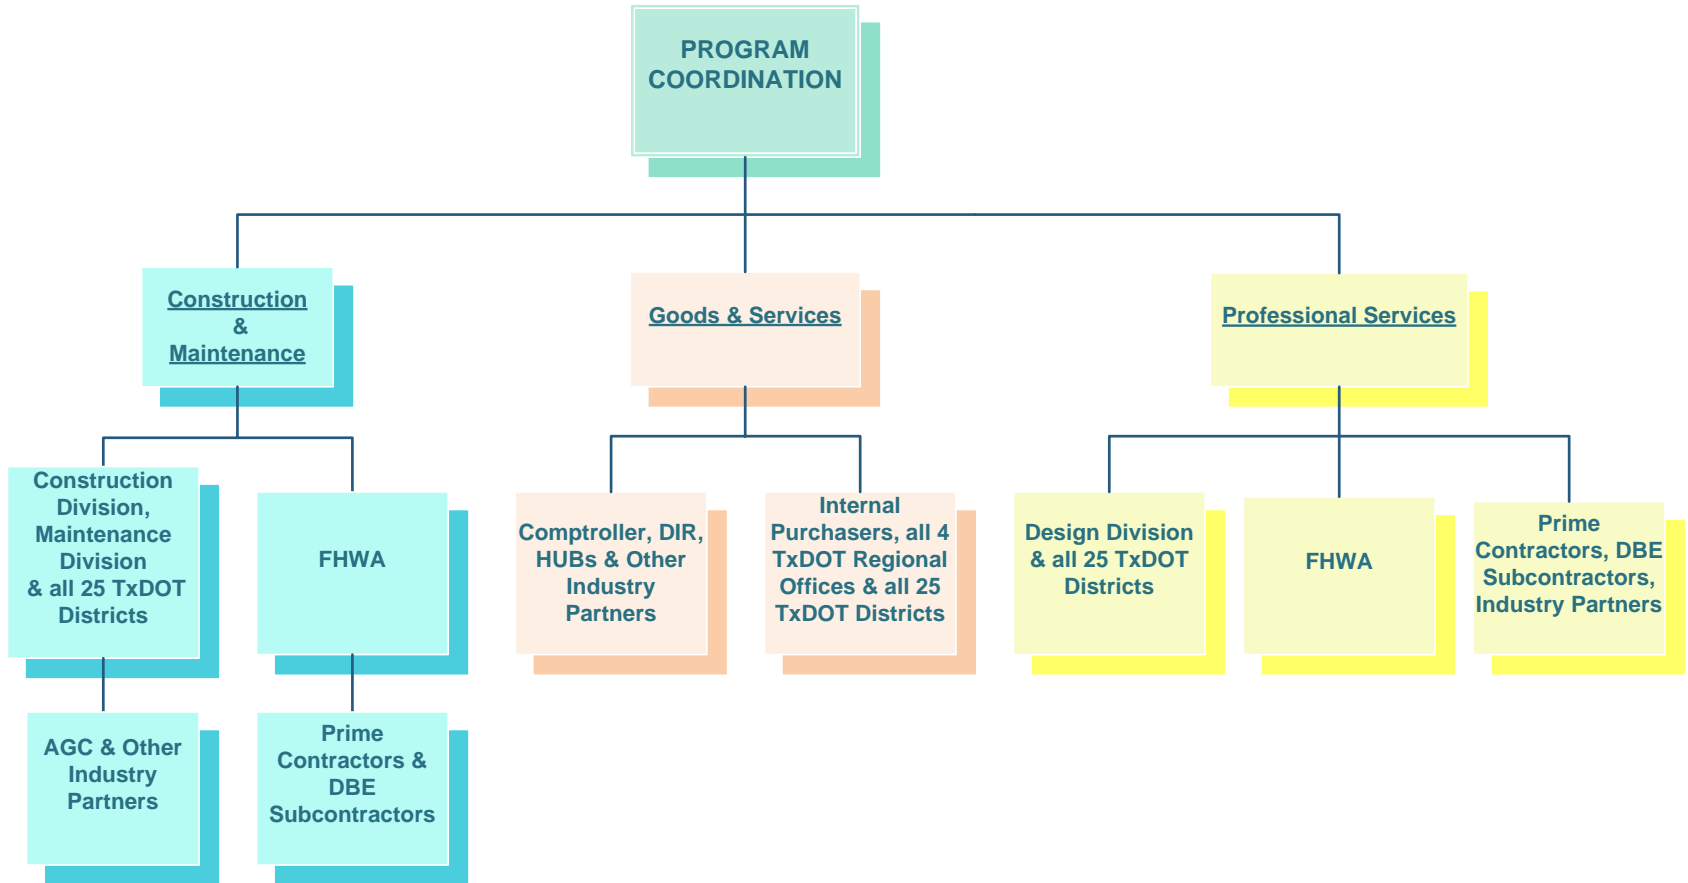 PROGRAM
COORDINATION
Construction
&
Maintenance
Goods & Services
Professional Services
Construction
Division,
Maintenance
Division
& all 25 TxDOT
Districts
FHWA
Comptroller, DIR,
HUBs & Other
Industry
Partners
Internal
Purchasers, all 4
TxDOT Regional
Offices & all 25
TxDOT Districts
Design Division
& all 25 TxDOT
Districts
FHWA
Prime
Contractors, DBE
Subcontractors,
Industry Partners
AGC & Other
Industry
Partners
Prime
Contractors &
DBE
Subcontractors